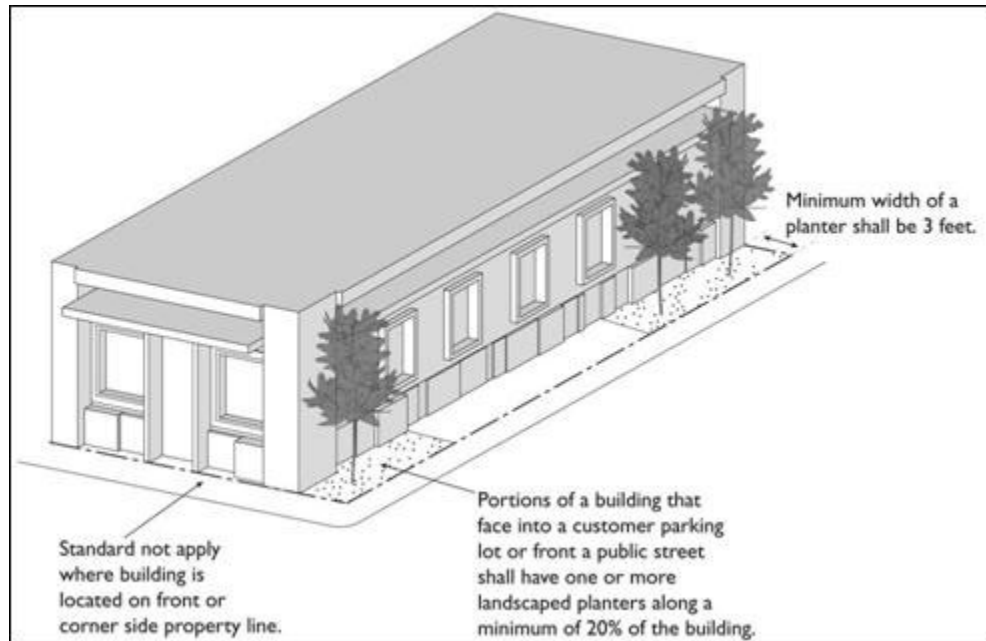 Minimum width of a
planter shall be 3 feet.
Standard not apply
where building is
located on front or
corner side property line.
Portions of a building that
face into a customer parking
lot or front a public street
shall have one or more
landscaped planters along a
minimum of 20% of the building.